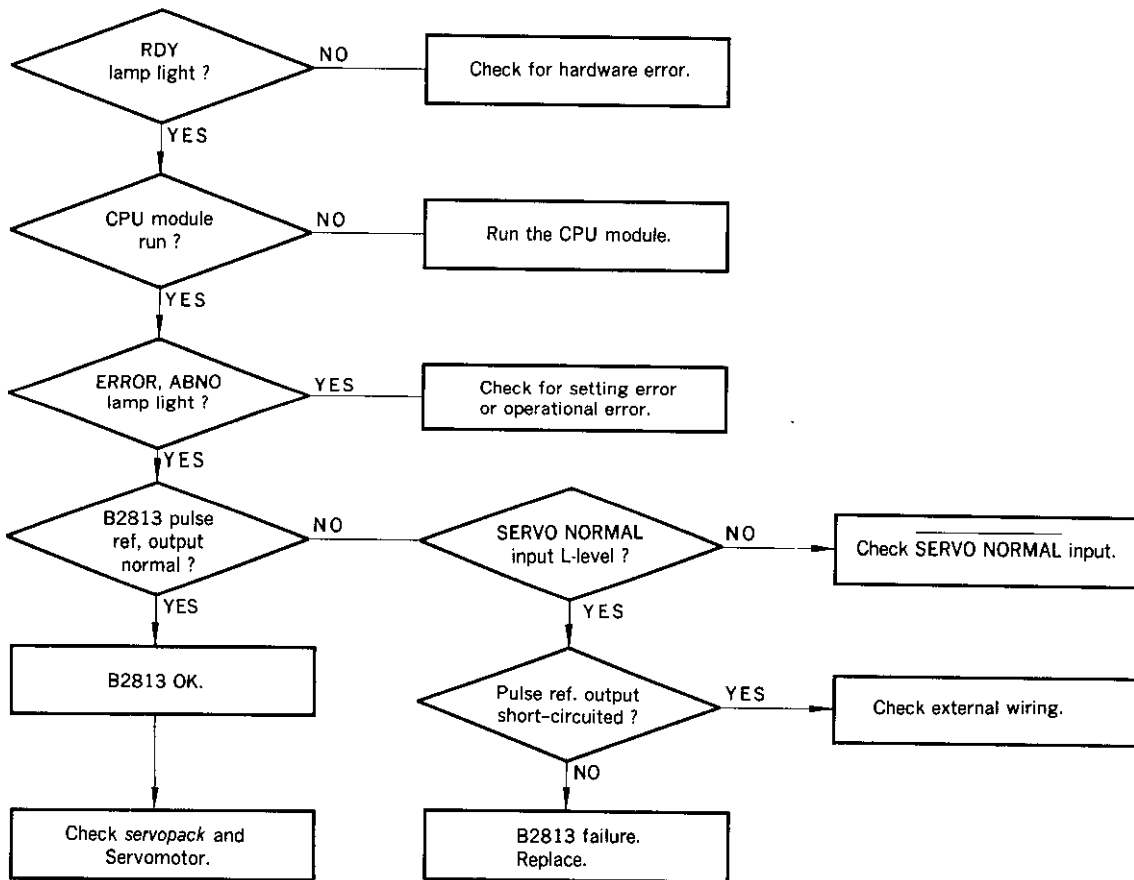 RDY
lamp light ?
NO
Check for hardware error.
YES
CPU module
run ?
NO
Run the CPU module.
YES
ERROR, ABNO
lamp light ?
YES
Check for setting error
or operational error.
YES
B2813 pulse
ref, output
normal ?
NO
SERVO NORMAL
input L-level ?
NO
Check SERVO NORMAL input.
YES
YES
B2813 OK.
Pulse ref. output
short-circuited ?
YES
Check external wiring.
NO
Check servopack and
Servomotor.
B2813 failure.
Replace.